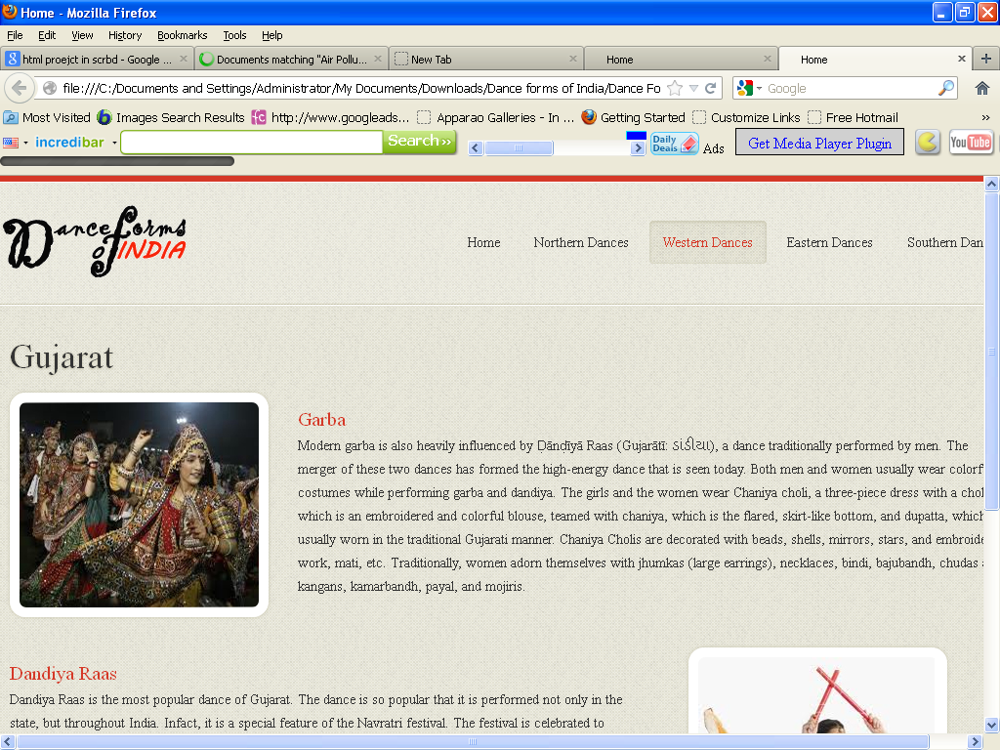 Home - Mozilla Firefox
File Edit View History Bookmarks Tools Help
html proejct in scrbd - Google ... Documents matching "Air Pollu... New Tab Home Home
file:///C:/Documents and Settings/Administrator/My Documents/Downloads/Dance forms of India/Dance Fo Google
Most Visited Images Search Results http://www.googleads... Apparao Galleries - In ... Getting Started Customize Links Free Hotmail »
incredibar Search>> Daily Deals Ads Get Media Player Plugin YouTube
Dance forms of INDIA
Home Northern Dances Western Dances Eastern Dances Southern Dan
Gujarat
Garba
Modern garba is also heavily influenced by Ḍāṇḍīyā Raas (Gujarātī: ડાંડીયા), a dance traditionally performed by men. The
merger of these two dances has formed the high-energy dance that is seen today. Both men and women usually wear colorf
costumes while performing garba and dandiya. The girls and the women wear Chaniya choli, a three-piece dress with a chol
which is an embroidered and colorful blouse, teamed with chaniya, which is the flared, skirt-like bottom, and dupatta, which
usually worn in the traditional Gujarati manner. Chaniya Cholis are decorated with beads, shells, mirrors, stars, and embroide
work, mati, etc. Traditionally, women adorn themselves with jhumkas (large earrings), necklaces, bindi, bajubandh, chudas
kangans, kamarbandh, payal, and mojiris.
Dandiya Raas
Dandiya Raas is the most popular dance of Gujarat. The dance is so popular that it is performed not only in the
state, but throughout India. Infact, it is a special feature of the Navratri festival. The festival is celebrated to